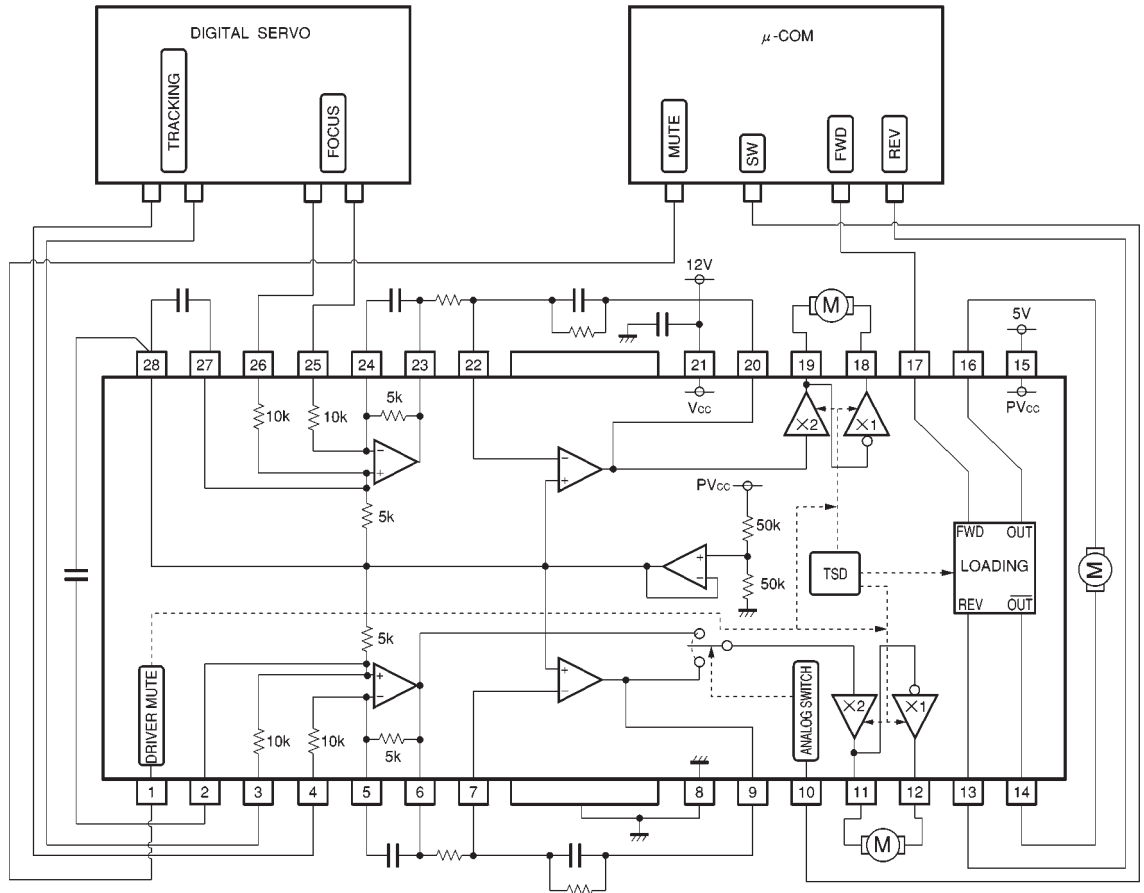 DIGITAL SERVO
μ-COM
TRACKING
FOCUS
MUTE
SW
FWD
REV
12V
M
5V
28
27
26
25
24
23
22
21
20
19
18
17
16
15
10k
10k
5k
Vcc
×2
×1
PVcc
5k
PVcc
50k
50k
TSD
FWD
OUT
LOADING
REV
OUT
M
5k
DRIVER MUTE
10k
10k
5k
ANALOG SWITCH
×2
×1
1
2
3
4
5
6
7
8
9
10
11
12
13
14
M